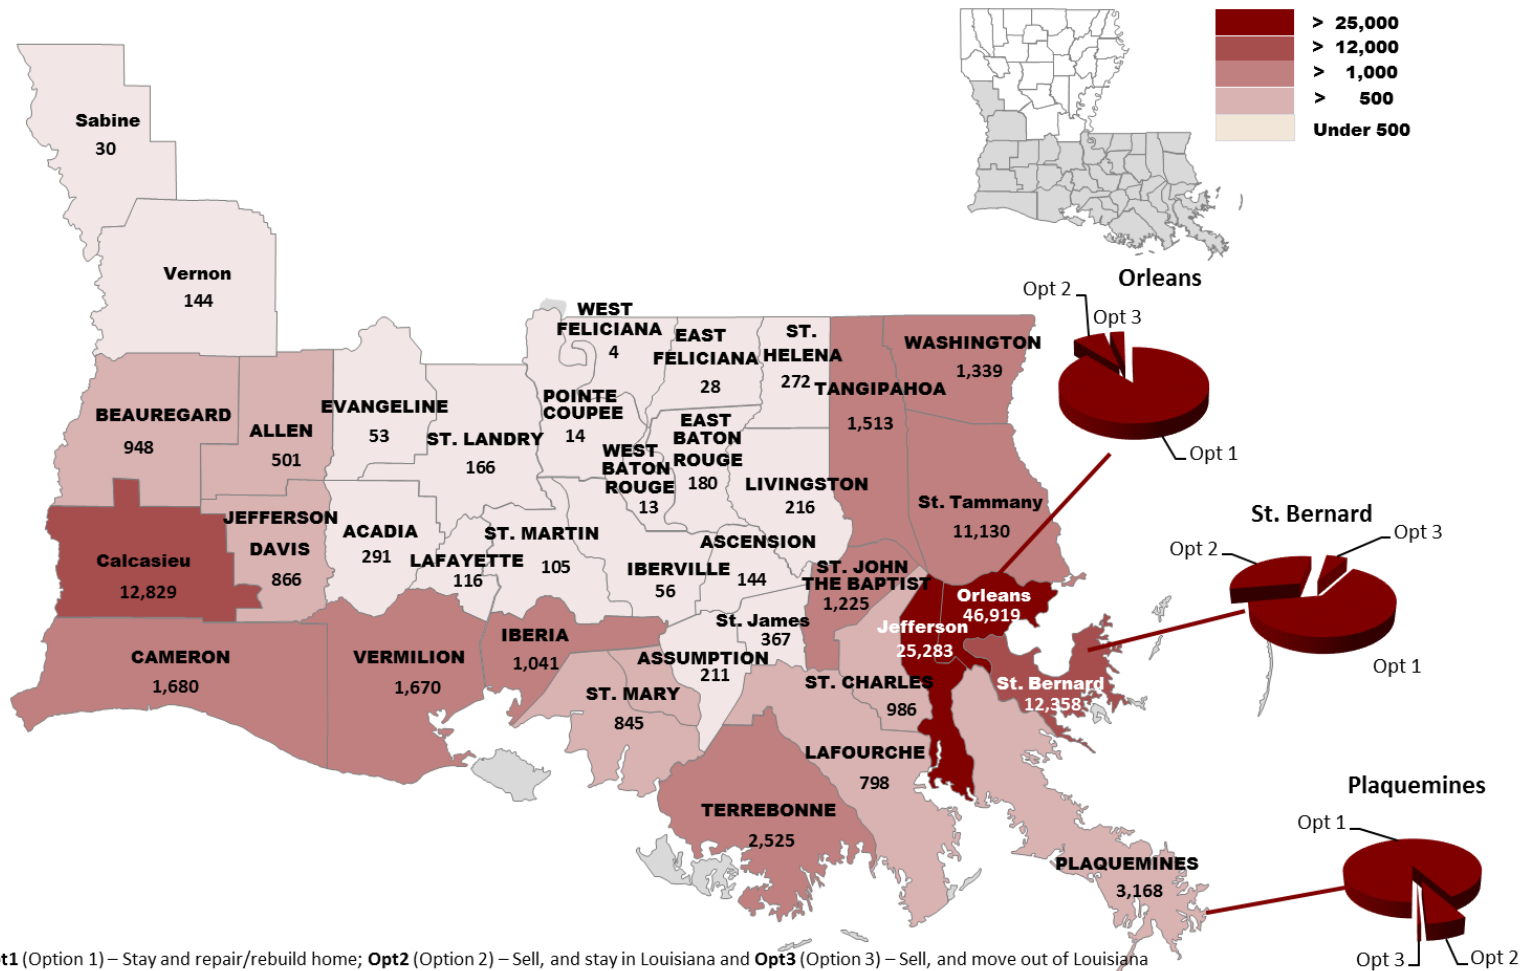 > 25,000
> 12,000
> 1,000
> 500
Under 500
Sabine
30
Vernon
144
BEAUREGARD
948
ALLEN
501
EVANGELINE
53
ST. LANDRY
166
WEST
FELICIANA
4
EAST
FELICIANA
28
ST.
HELENA
272
TANGIPAHOA
1,513
WASHINGTON
1,339
POINTE
COUPEE
14
WEST
BATON
ROUGE
13
EAST
BATON
ROUGE
180
LIVINGSTON
216
St. Tammany
11,130
Calcasieu
12,829
JEFFERSON
DAVIS
866
ACADIA
291
LAFAYETTE
116
ST. MARTIN
105
IBERVILLE
56
ASCENSION
144
ST. JOHN
THE BAPTIST
1,225
St. James
367
Orleans
46,919
Jefferson
25,283
St. Bernard
12,358
CAMERON
1,680
VERMILION
1,670
IBERIA
1,041
ASSUMPTION
211
ST. MARY
845
ST. CHARLES
986
LAFOURCHE
798
TERREBONNE
2,525
PLAQUEMINES
3,168
Orleans
Opt 2
Opt 3
Opt 1
St. Bernard
Opt 2
Opt 3
Opt 1
Plaquemines
Opt 1
Opt 3
Opt 2
t1 (Option 1) – Stay and repair/rebuild home; Opt2 (Option 2) – Sell, and stay in Louisiana and Opt3 (Option 3) – Sell, and move out of Louisiana